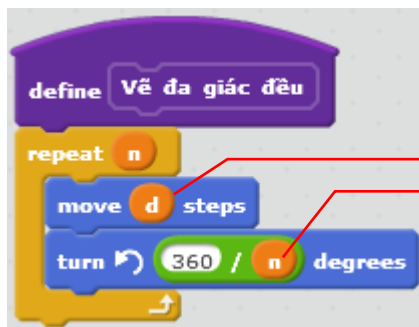 define Vẽ đa giác đều
repeat n
move d steps
turn 360 / n degrees